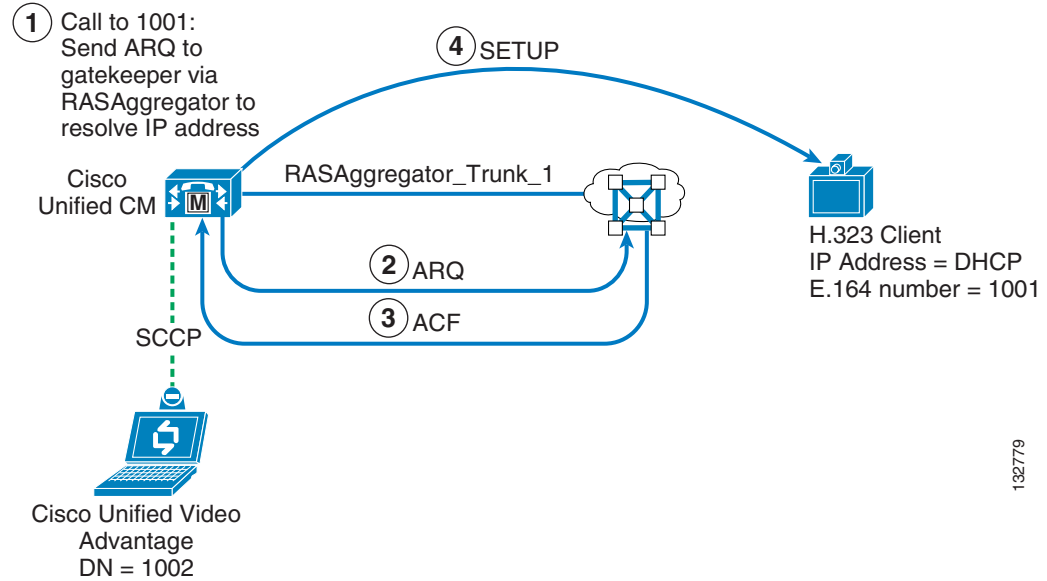 1 Call to 1001:
Send ARQ to
gatekeeper via
RASAggregator to
resolve IP address
4 SETUP
Cisco
Unified CM
M
RASAggregator_Trunk_1
H.323 Client
IP Address = DHCP
E.164 number = 1001
2 ARQ
3 ACF
SCCP
Cisco Unified Video
Advantage
DN = 1002
132779